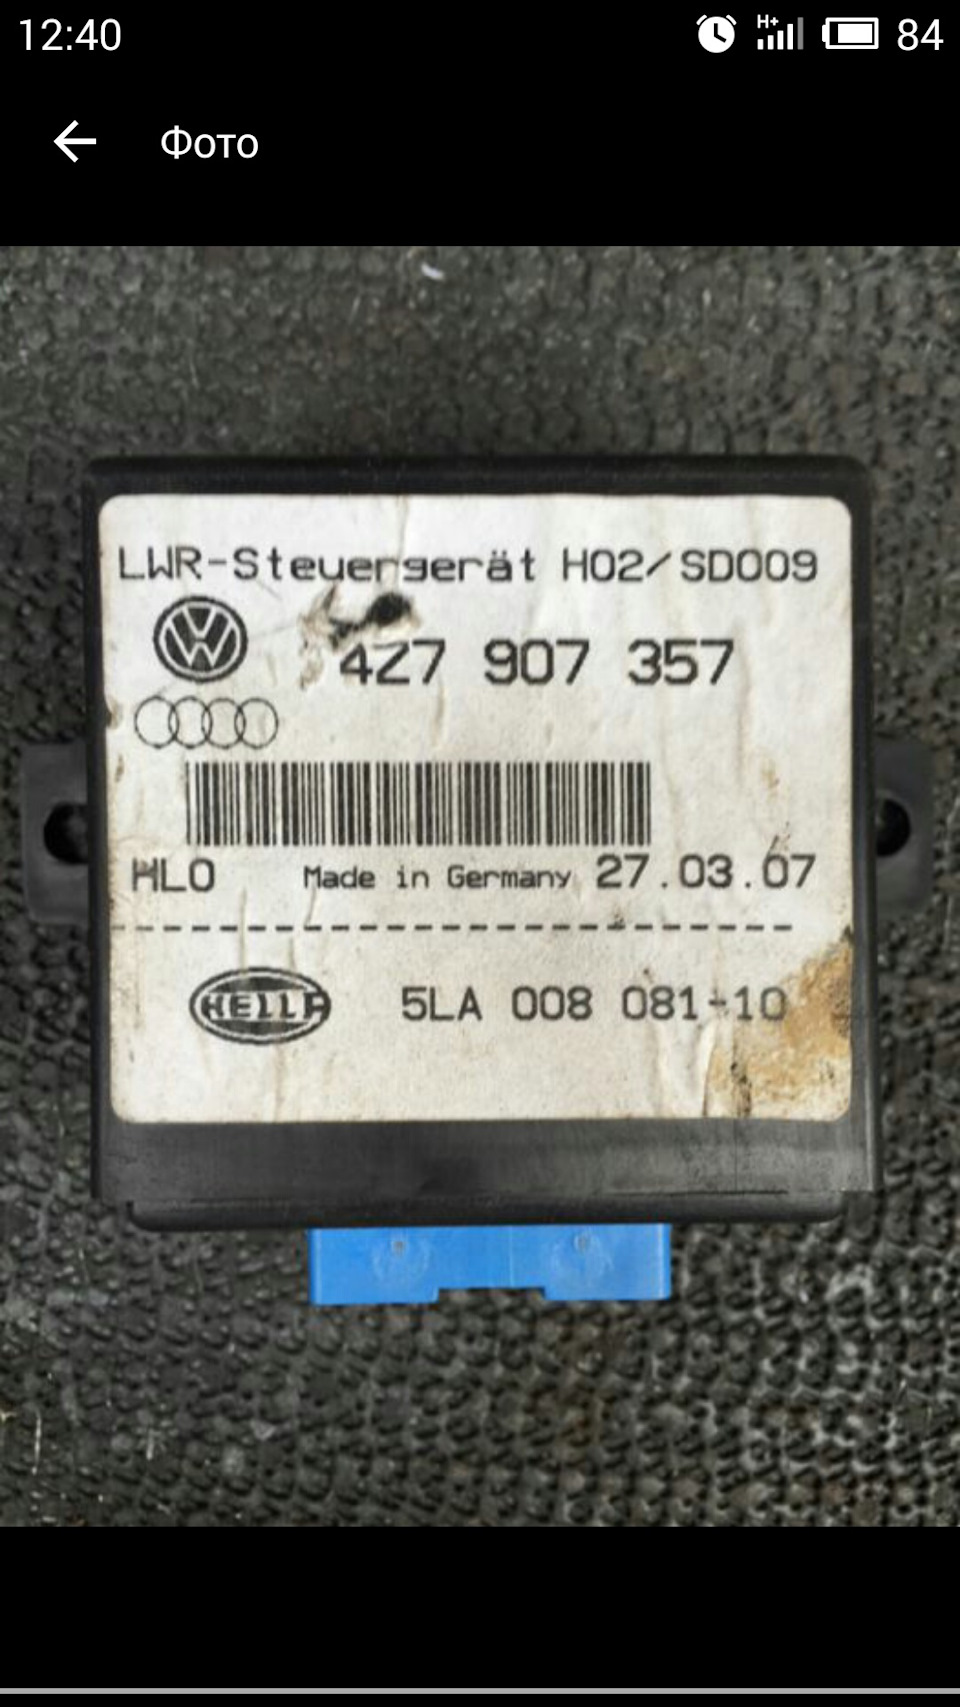 12:40
H+
84
Фото
LWR-Steuergerät H02/SD009
4Z7 907 357
HLO Made in Germany 27.03.07
HELLA 5LA 008 081-10